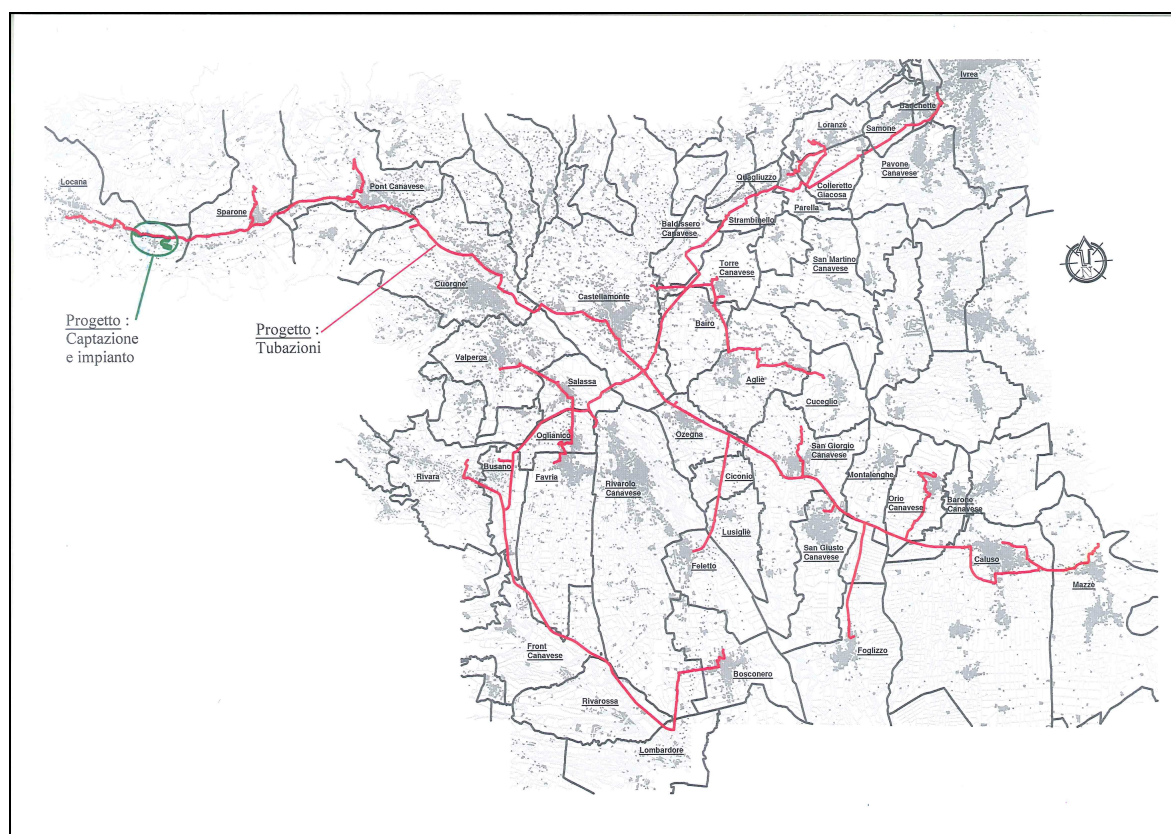 Ivrea
Banchette
Loranzè
Samone
Pavone
Canavese
Quagliuzzo
Colleretto
Giacosa
Parella
Strambinello
Baldissero
Canavese
Locana
Pont Canavese
Sparone
Torre
Canavese
San Martino
Canavese
Cuorgnè
Castellamonte
Bairo
Progetto :
Captazione
e impianto
Progetto :
Tubazioni
Valperga
Salassa
Agliè
Cuceglio
Oglianico
Ozegna
San Giorgio
Canavese
Busano
Rivara
Favria
Rivarolo
Canavese
Ciconio
Montalenghe
Orio
Canavese
Barone
Canavese
Lusigliè
San Giusto
Canavese
Feletto
Caluso
Mazzè
Foglizzo
Front
Canavese
Bosconero
Rivarossa
Lombardore